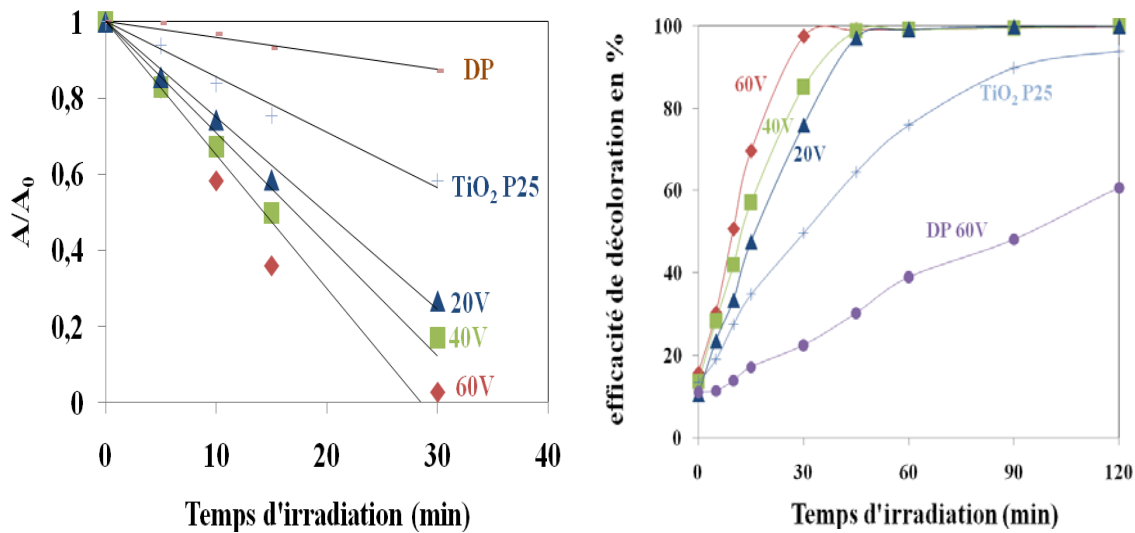 A/A0
1
0,8
0,6
0,4
0,2
0
DP
TiO2 P25
20V
40V
60V
0
10
20
30
40
Temps d'irradiation (min)
efficacité de décoloration en %
100
80
60
40
20
0
60V
40V
20V
TiO2 P25
DP 60V
0
30
60
90
120
Temps d'irradiation (min)